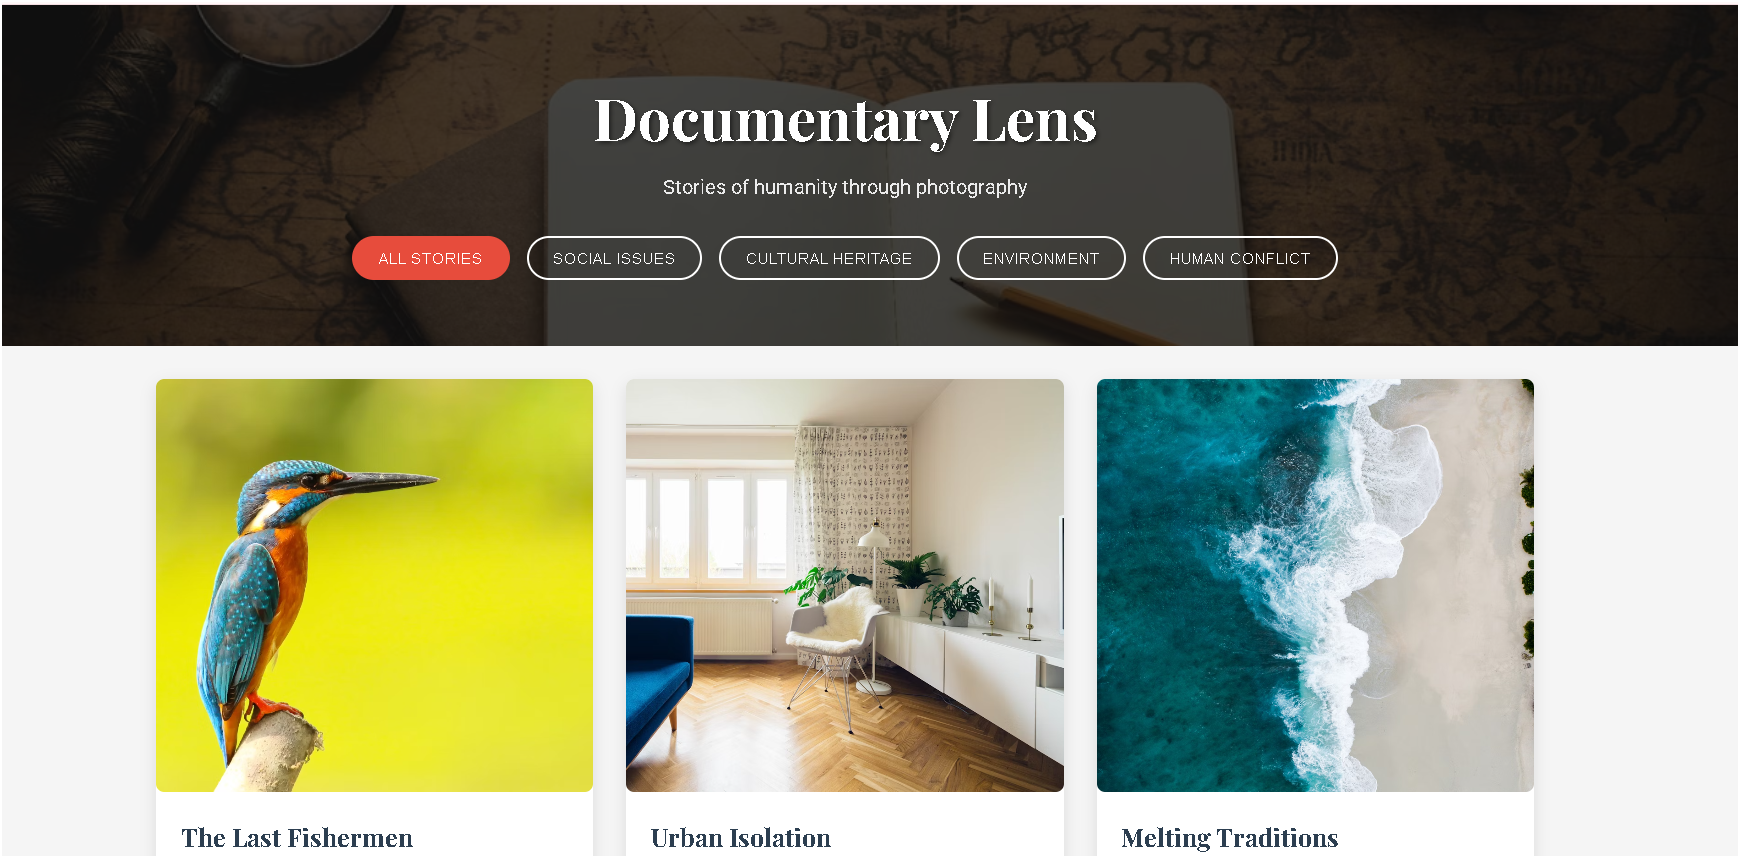 Documentary Lens
Stories of humanity through photography
ALL STORIES
SOCIAL ISSUES
CULTURAL HERITAGE
ENVIRONMENT
HUMAN CONFLICT
The Last Fishermen
Urban Isolation
Melting Traditions